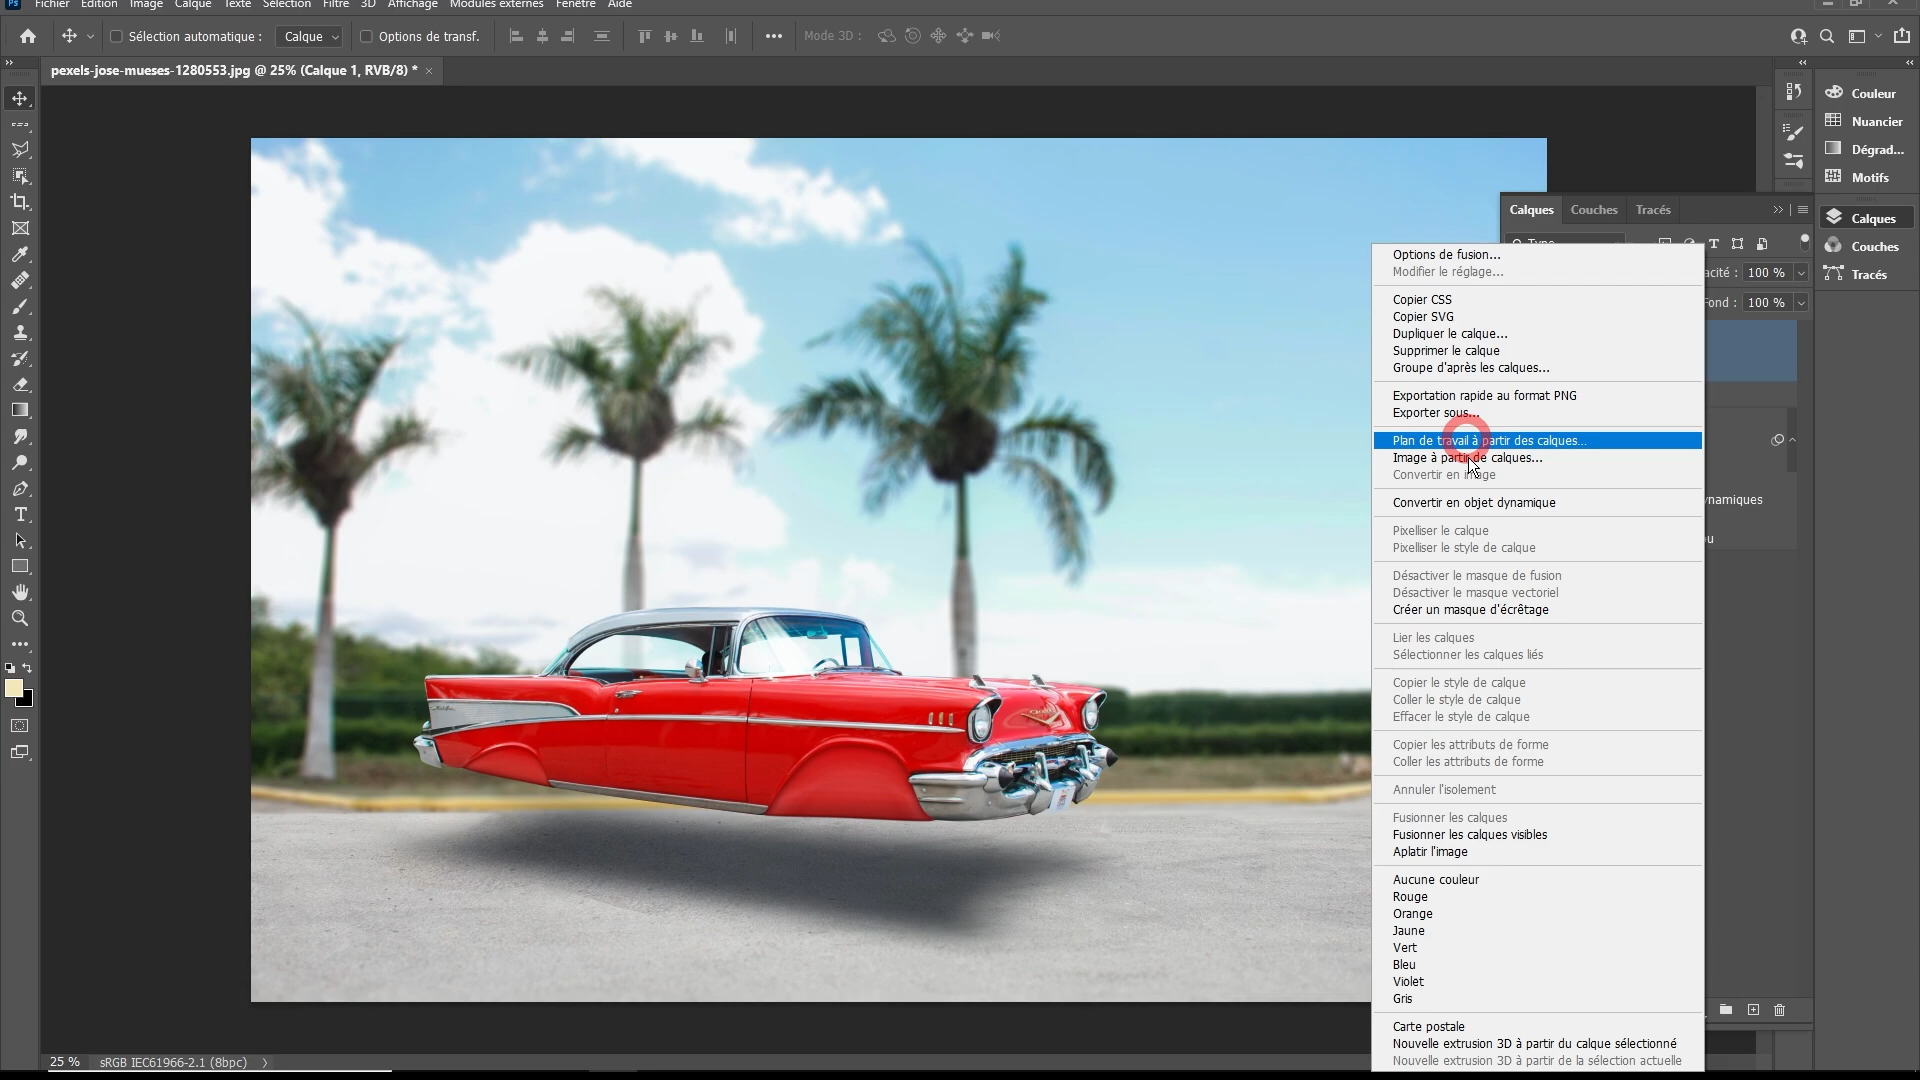 Ps Fichier Edition Image Calque Texte Sélection Filtre 3D Affichage Modules externes Fenêtre Aide
Sélection automatique : Calque Options de transf. Mode 3D :
pexels-jose-mueses-1280553.jpg @ 25% (Calque 1, RVB/8) * ×
Couleur
Nuancier
Dégrad...
Motifs
Calques
Couches
Tracés
Calques Couches Tracés
Type
acité : 100 %
Fond : 100 %
namiques
ou
Options de fusion...
Modifier le réglage...
Copier CSS
Copier SVG
Dupliquer le calque...
Supprimer le calque
Groupe d'après les calques...
Exportation rapide au format PNG
Exporter sous...
Plan de travail à partir des calques...
Image à partir de calques...
Convertir en image
Convertir en objet dynamique
Pixelliser le calque
Pixelliser le style de calque
Désactiver le masque de fusion
Désactiver le masque vectoriel
Créer un masque d'écrêtage
Lier les calques
Sélectionner les calques liés
Copier le style de calque
Coller le style de calque
Effacer le style de calque
Copier les attributs de forme
Coller les attributs de forme
Annuler l'isolement
Fusionner les calques
Fusionner les calques visibles
Aplatir l'image
Aucune couleur
Rouge
Orange
Jaune
Vert
Bleu
Violet
Gris
Carte postale
Nouvelle extrusion 3D à partir du calque sélectionné
Nouvelle extrusion 3D à partir de la sélection actuelle
25 % sRGB IEC61966-2.1 (8bpc)